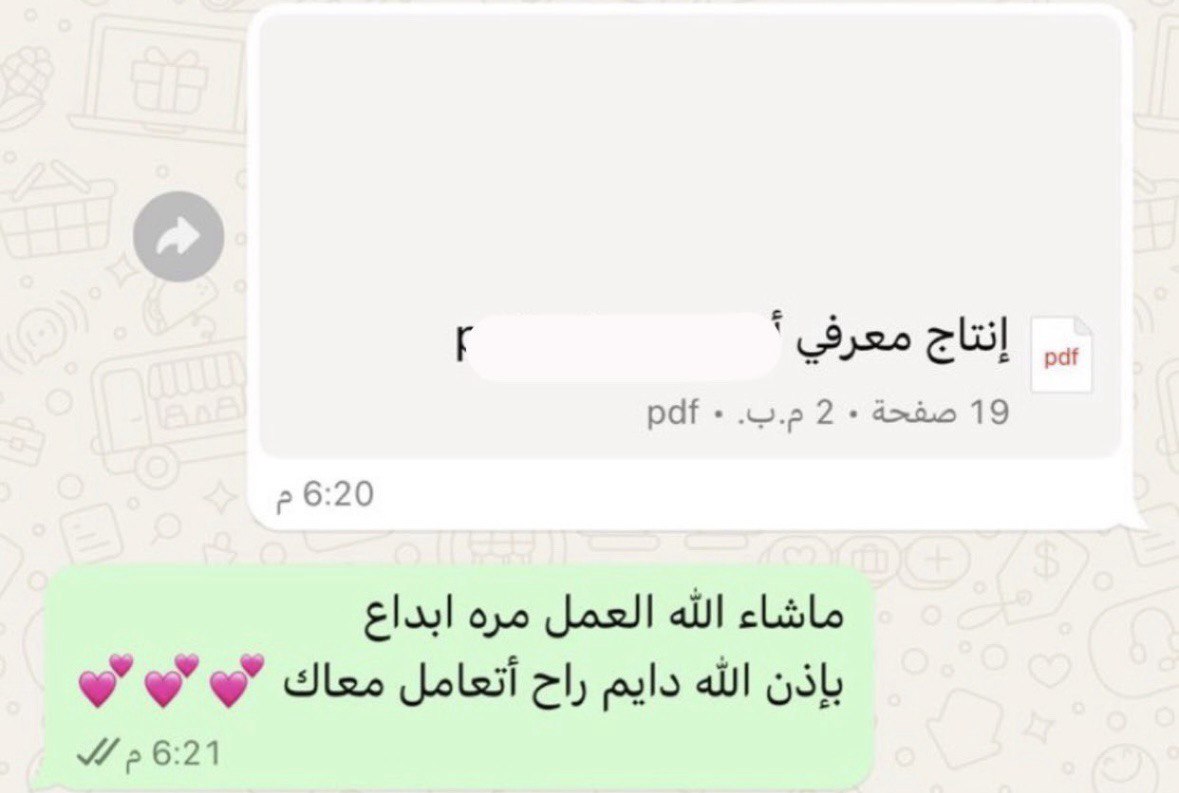 إنتاج معرفي أ
pdf
19 صفحة • 2 م.ب. • pdf
6:20 م
ماشاء الله العمل مره ابداع
بإذن الله دايم راح أتعامل معاك 💕💕💕
6:21 م